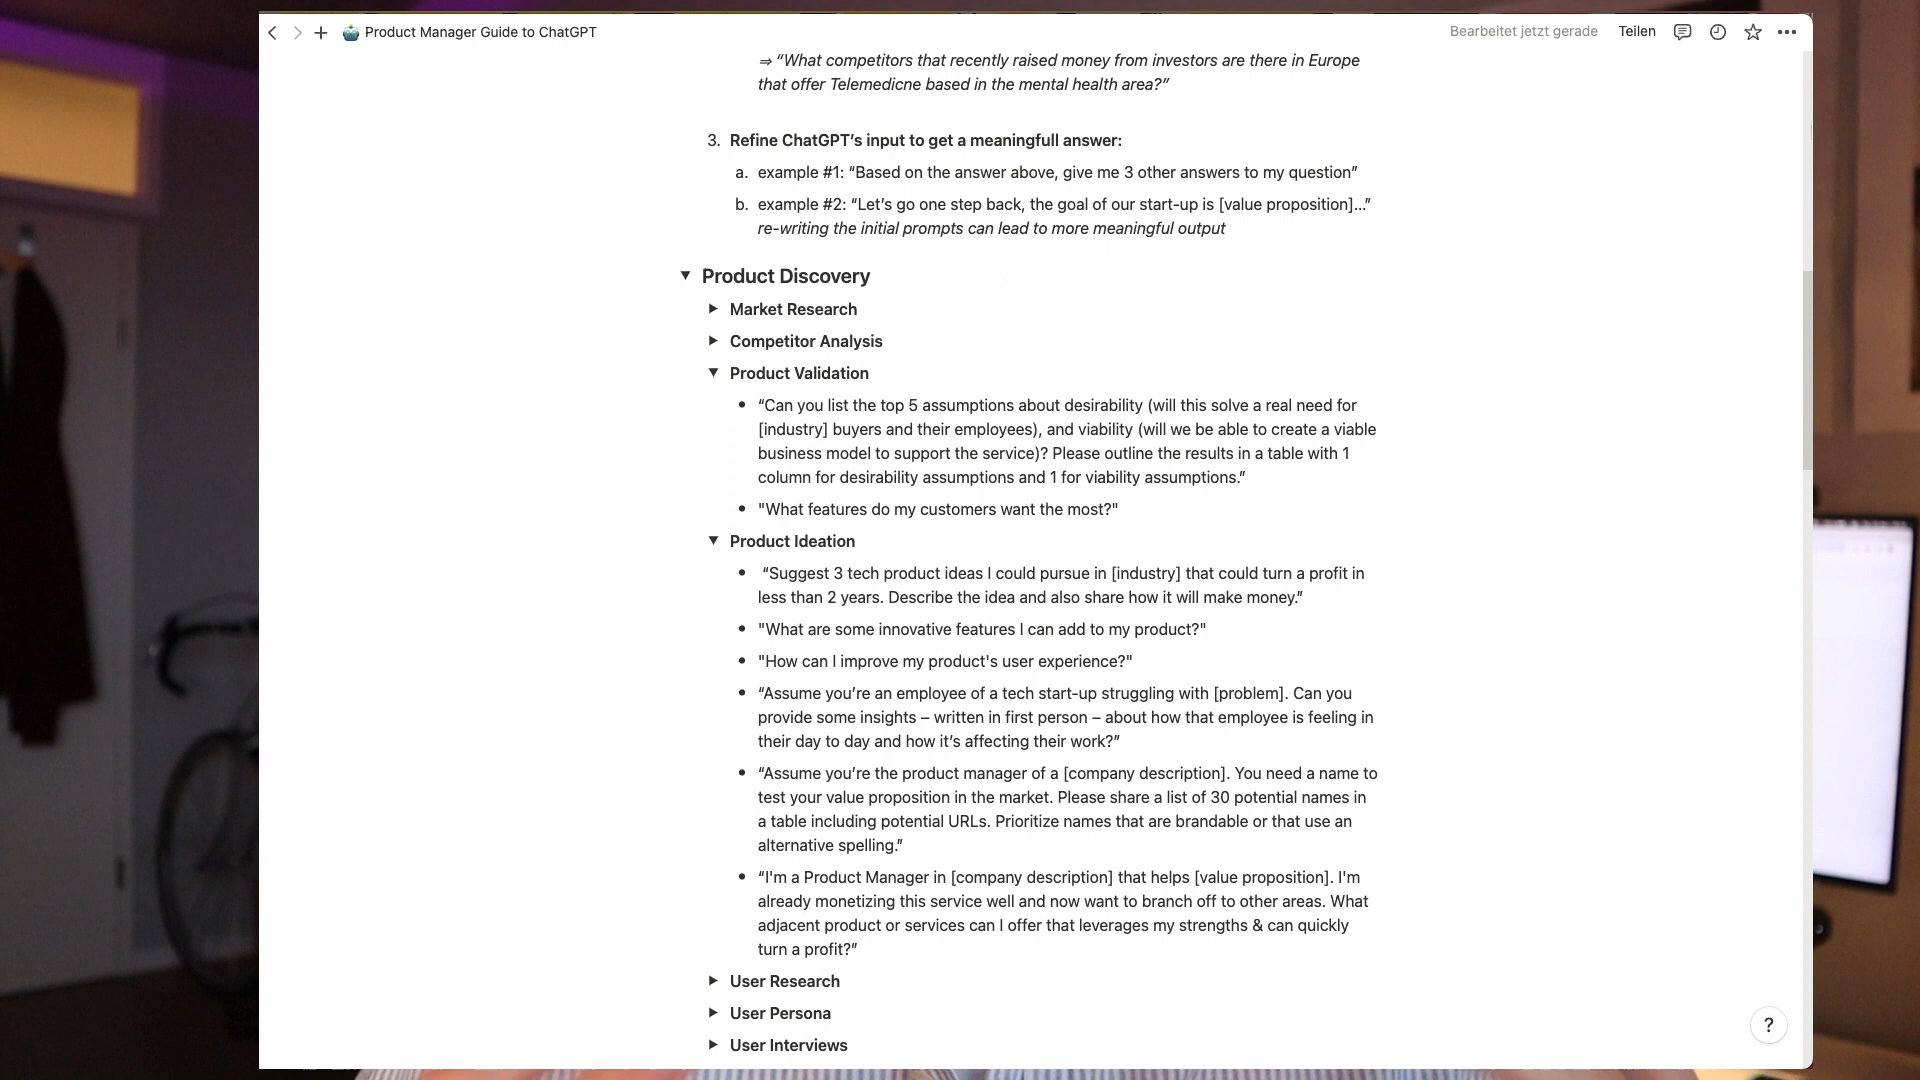 Product Manager Guide to ChatGPT
Bearbeitet jetzt gerade
Teilen
⇒ “What competitors that recently raised money from investors are there in Europe
that offer Telemedicne based in the mental health area?”
3. Refine ChatGPT’s input to get a meaningfull answer:
a. example #1: “Based on the answer above, give me 3 other answers to my question”
b. example #2: “Let’s go one step back, the goal of our start-up is [value proposition]...”
re-writing the initial prompts can lead to more meaningful output
Product Discovery
Market Research
Competitor Analysis
Product Validation
• “Can you list the top 5 assumptions about desirability (will this solve a real need for
[industry] buyers and their employees), and viability (will we be able to create a viable
business model to support the service)? Please outline the results in a table with 1
column for desirability assumptions and 1 for viability assumptions.”
• "What features do my customers want the most?"
Product Ideation
• “Suggest 3 tech product ideas I could pursue in [industry] that could turn a profit in
less than 2 years. Describe the idea and also share how it will make money.”
• "What are some innovative features I can add to my product?"
• "How can I improve my product's user experience?"
• “Assume you’re an employee of a tech start-up struggling with [problem]. Can you
provide some insights – written in first person – about how that employee is feeling in
their day to day and how it’s affecting their work?”
• “Assume you’re the product manager of a [company description]. You need a name to
test your value proposition in the market. Please share a list of 30 potential names in
a table including potential URLs. Prioritize names that are brandable or that use an
alternative spelling.”
• “I'm a Product Manager in [company description] that helps [value proposition]. I'm
already monetizing this service well and now want to branch off to other areas. What
adjacent product or services can I offer that leverages my strengths & can quickly
turn a profit?”
User Research
User Persona
User Interviews
?